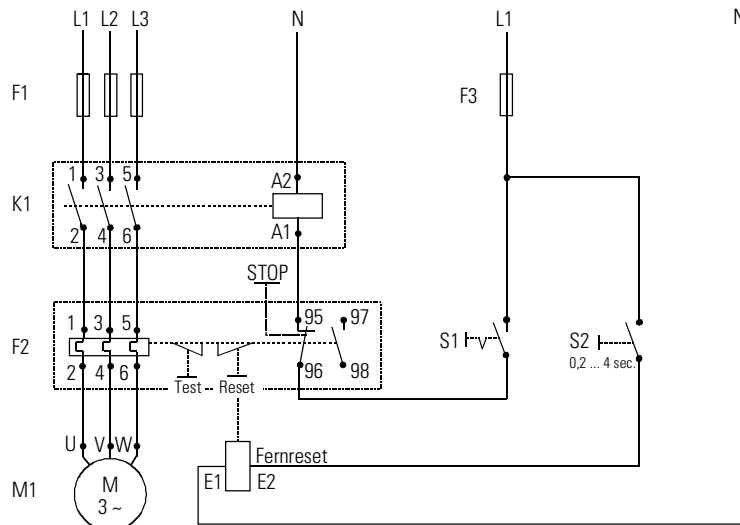 L1 L2 L3 N L1 N
F1 F3
1 3 5 A2
K1
2 4 6 A1
STOP
1 3 5 95 97
F2 S1 S2
0,2 ... 4 sec.
2 4 6 Test Reset 96 98
U V W Fernreset
E1 E2
M1 M
3 ~